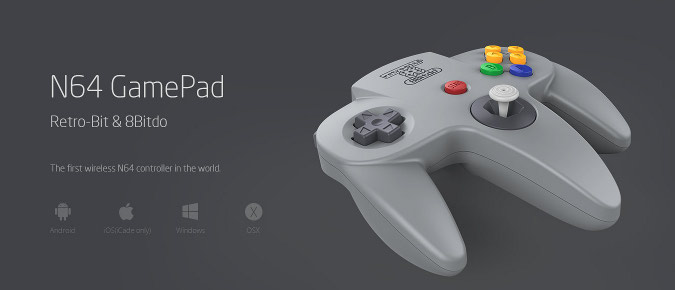 N64 GamePad
Retro-Bit & 8Bitdo
The first wireless N64 controller in the world.
Android
iOS(iCade only)
Windows
OSX
X